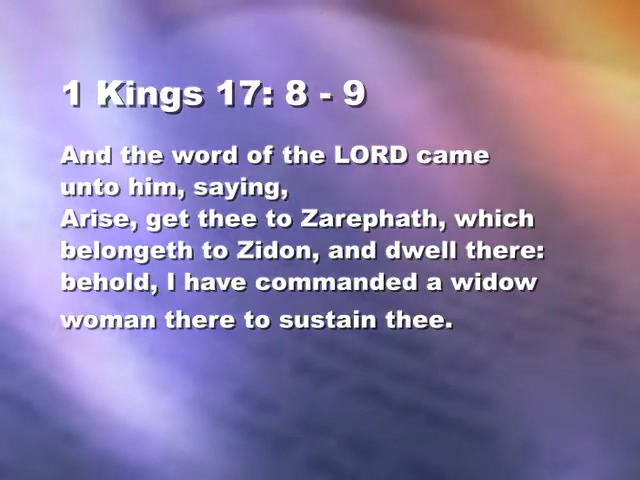 1 Kings 17: 8 - 9
And the word of the LORD came
unto him, saying,
Arise, get thee to Zarephath, which
belongeth to Zidon, and dwell there:
behold, I have commanded a widow
woman there to sustain thee.